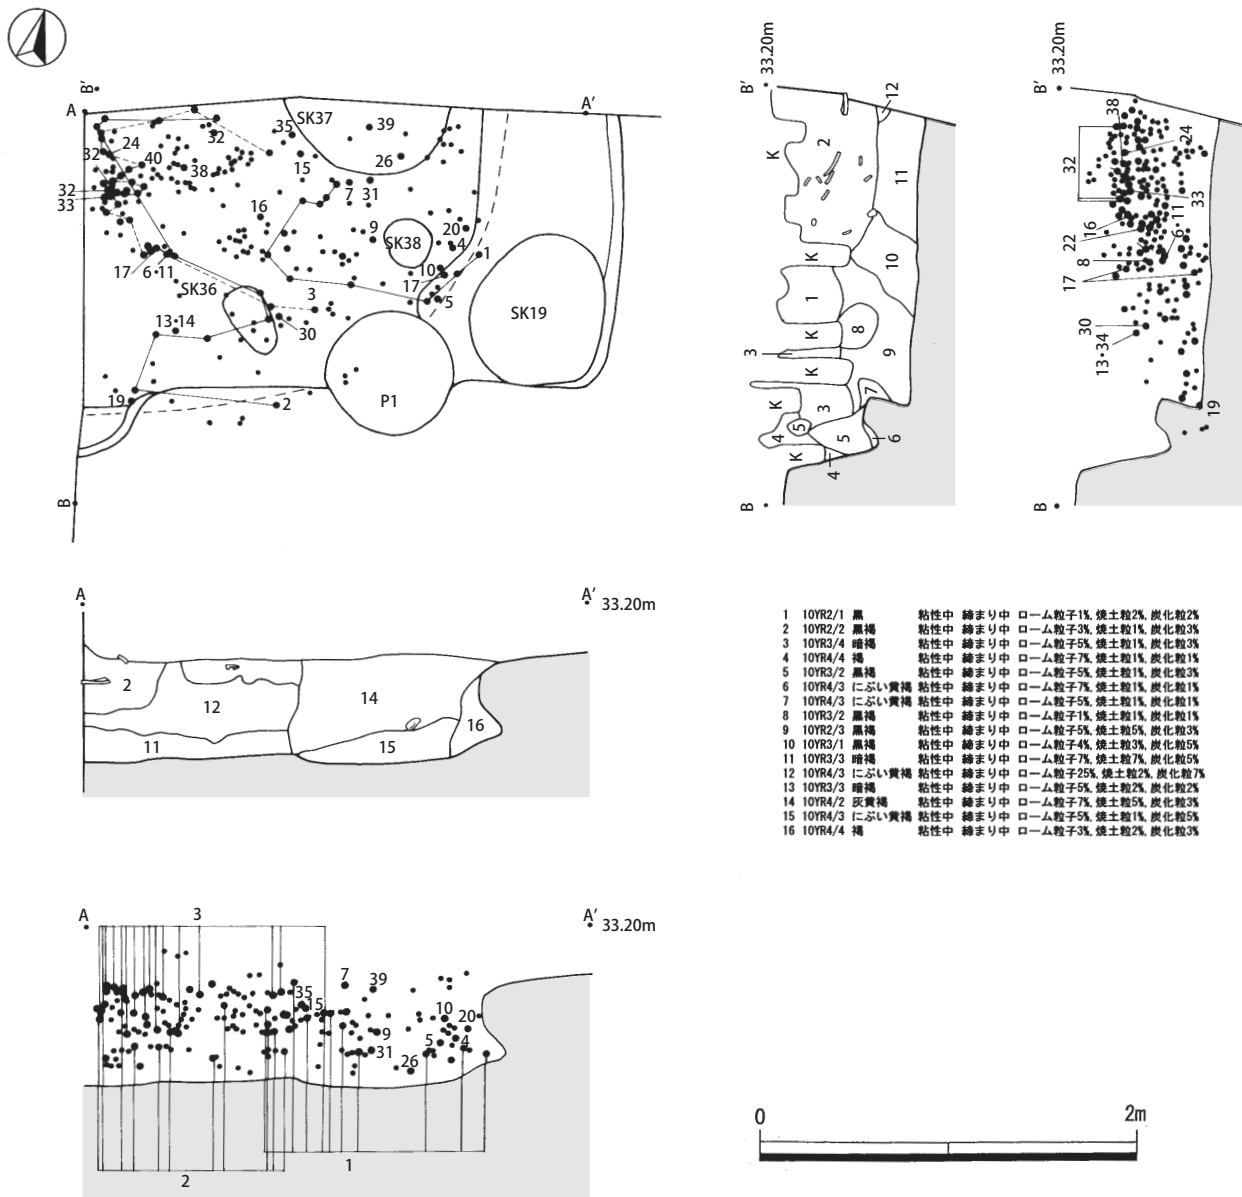 A
B'
A'
SK37
32
35
39
24
32
40
38
15
26
32
33
7
31
16
9
SK38
20
4
1
17
6・11
10
17
5
SK36
3
13・14
30
SK19
19
2
P1
B
B'
33.20m
12
2
K
11
K
10
1
8
K
3
9
K
7
K
3
5
4
5
6
K
4
B
B'
33.20m
38
24
32
33
11
16
6
22
8
17
30
13・34
19
B
A
A'
33.20m
2
12
14
11
15
16
1 10YR2/1 黒 粘性中 締まり中 ローム粒子1%, 焼土粒2%, 炭化粒2%
2 10YR2/2 黒褐 粘性中 締まり中 ローム粒子3%, 焼土粒1%, 炭化粒3%
3 10YR3/4 暗褐 粘性中 締まり中 ローム粒子5%, 焼土粒1%, 炭化粒3%
4 10YR4/4 褐 粘性中 締まり中 ローム粒子7%, 焼土粒1%, 炭化粒1%
5 10YR3/2 黒褐 粘性中 締まり中 ローム粒子5%, 焼土粒1%, 炭化粒3%
6 10YR4/3 にぶい黄褐 粘性中 締まり中 ローム粒子7%, 焼土粒1%, 炭化粒1%
7 10YR4/3 にぶい黄褐 粘性中 締まり中 ローム粒子5%, 焼土粒1%, 炭化粒1%
8 10YR3/2 黒褐 粘性中 締まり中 ローム粒子1%, 焼土粒1%, 炭化粒1%
9 10YR2/3 黒褐 粘性中 締まり中 ローム粒子5%, 焼土粒5%, 炭化粒3%
10 10YR3/1 黒褐 粘性中 締まり中 ローム粒子4%, 焼土粒3%, 炭化粒5%
11 10YR3/3 暗褐 粘性中 締まり中 ローム粒子7%, 焼土粒7%, 炭化粒5%
12 10YR4/3 にぶい黄褐 粘性中 締まり中 ローム粒子25%, 焼土粒2%, 炭化粒7%
13 10YR3/3 暗褐 粘性中 締まり中 ローム粒子5%, 焼土粒2%, 炭化粒2%
14 10YR4/2 灰黄褐 粘性中 締まり中 ローム粒子7%, 焼土粒5%, 炭化粒3%
15 10YR4/3 にぶい黄褐 粘性中 締まり中 ローム粒子5%, 焼土粒1%, 炭化粒5%
16 10YR4/4 褐 粘性中 締まり中 ローム粒子3%, 焼土粒2%, 炭化粒3%
A
3
A'
33.20m
7
39
35
15
10
20
9
5
4
31
26
1
2
0
2m